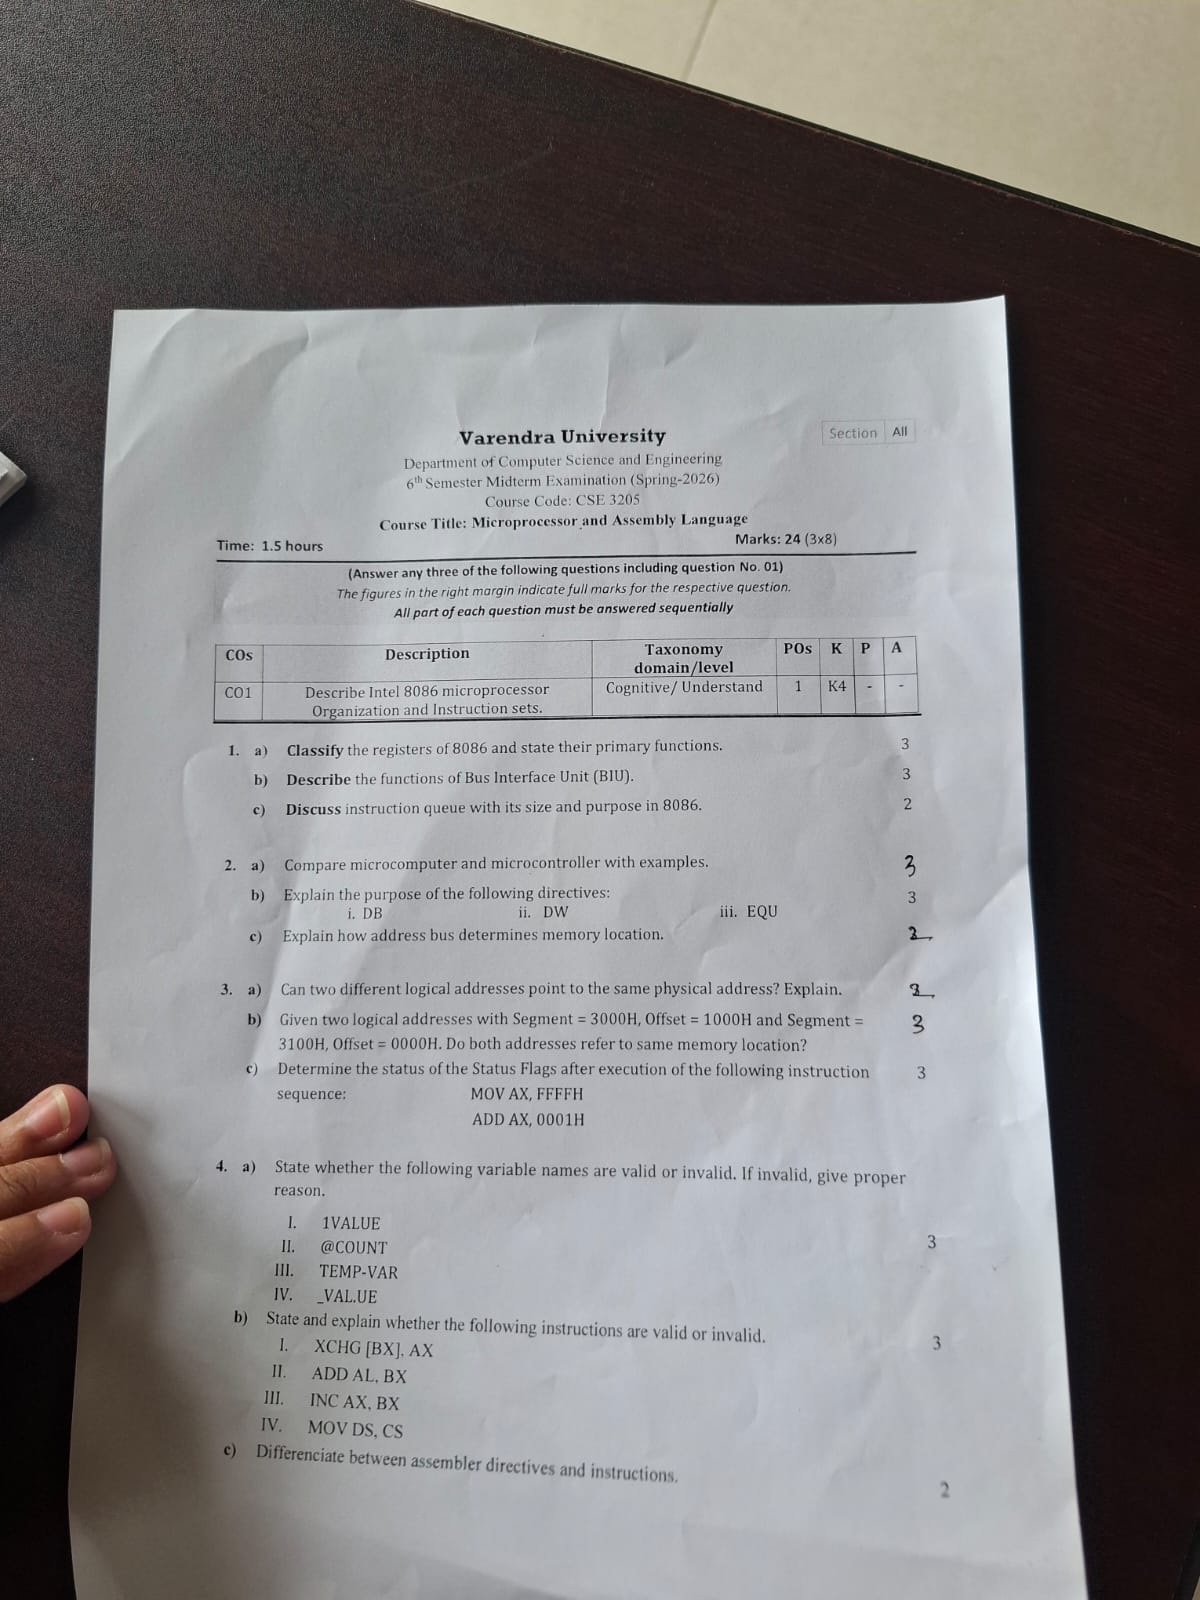 Varendra University
Section All
Department of Computer Science and Engineering
6th Semester Midterm Examination (Spring-2026)
Course Code: CSE 3205
Course Title: Microprocessor and Assembly Language
Time: 1.5 hours Marks: 24 (3x8)
(Answer any three of the following questions including question No. 01)
The figures in the right margin indicate full marks for the respective question.
All part of each question must be answered sequentially
COs Description Taxonomy domain/level POs K P A
CO1 Describe Intel 8086 microprocessor Organization and Instruction sets. Cognitive/ Understand 1 K4 - -
1. a) Classify the registers of 8086 and state their primary functions. 3
b) Describe the functions of Bus Interface Unit (BIU). 3
c) Discuss instruction queue with its size and purpose in 8086. 2
2. a) Compare microcomputer and microcontroller with examples. 3
b) Explain the purpose of the following directives: 3
i. DB ii. DW iii. EQU
c) Explain how address bus determines memory location. 2
3. a) Can two different logical addresses point to the same physical address? Explain. 2
b) Given two logical addresses with Segment = 3000H, Offset = 1000H and Segment = 3
3100H, Offset = 0000H. Do both addresses refer to same memory location?
c) Determine the status of the Status Flags after execution of the following instruction 3
sequence: MOV AX, FFFFH
ADD AX, 0001H
4. a) State whether the following variable names are valid or invalid. If invalid, give proper
reason.
I. 1VALUE
II. @COUNT 3
III. TEMP-VAR
IV. _VAL.UE
b) State and explain whether the following instructions are valid or invalid. 3
I. XCHG [BX], AX
II. ADD AL, BX
III. INC AX, BX
IV. MOV DS, CS
c) Differenciate between assembler directives and instructions. 2